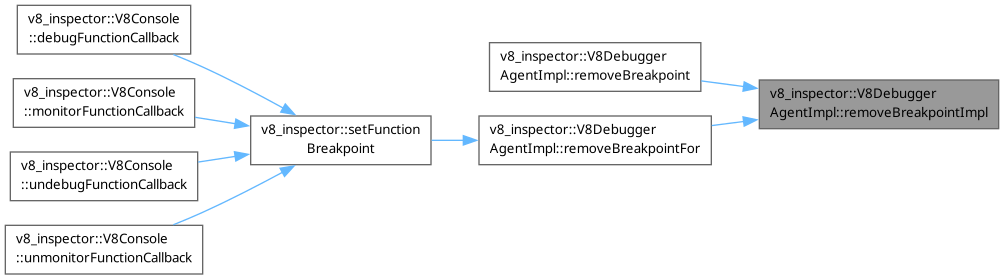 v8_inspector::V8Console
::debugFunctionCallback
v8_inspector::V8Console
::monitorFunctionCallback
v8_inspector::V8Console
::undebugFunctionCallback
v8_inspector::V8Console
::unmonitorFunctionCallback
v8_inspector::setFunction
Breakpoint
v8_inspector::V8Debugger
AgentImpl::removeBreakpoint
v8_inspector::V8Debugger
AgentImpl::removeBreakpointFor
v8_inspector::V8Debugger
AgentImpl::removeBreakpointImpl